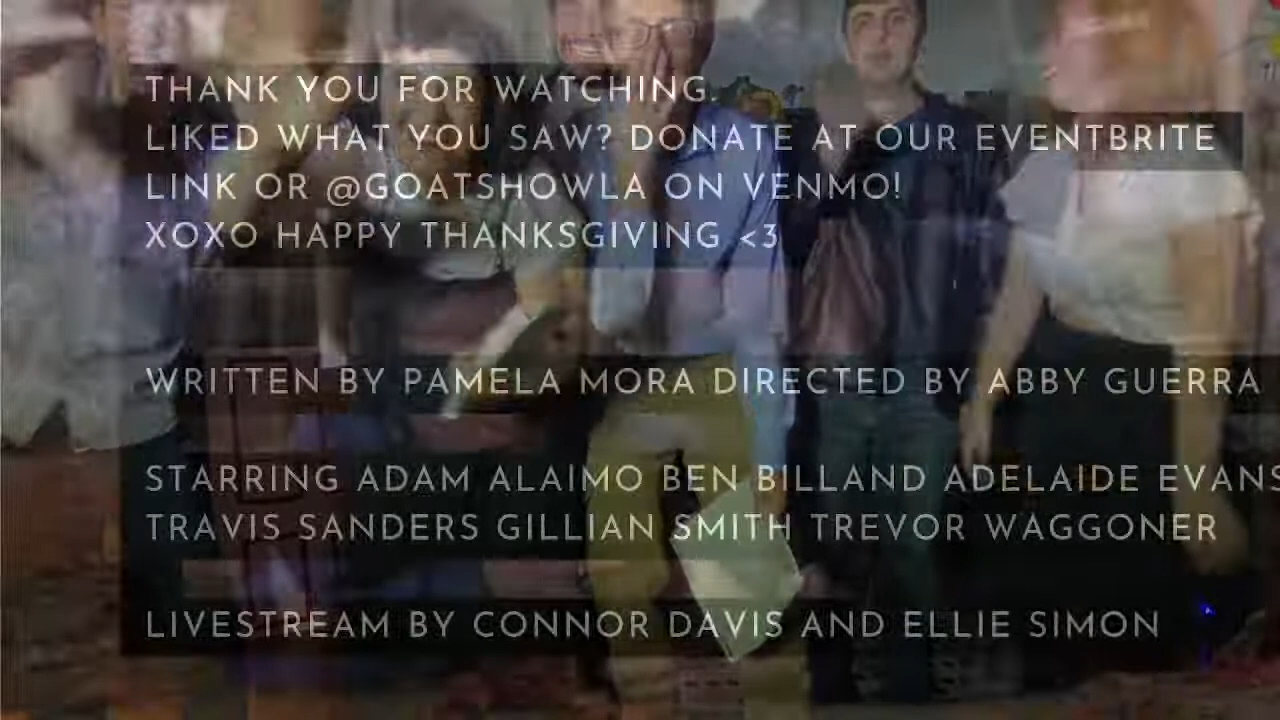 THANK YOU FOR WATCHING.
LIKED WHAT YOU SAW? DONATE AT OUR EVENTBRITE
LINK OR @GOATSHOWLA ON VENMO!
XOXO HAPPY THANKSGIVING <3
WRITTEN BY PAMELA MORA DIRECTED BY ABBY GUERRA
STARRING ADAM ALAIMO BEN BILLAND ADELAIDE EVANS
TRAVIS SANDERS GILLIAN SMITH TREVOR WAGGONER
LIVESTREAM BY CONNOR DAVIS AND ELLIE SIMON